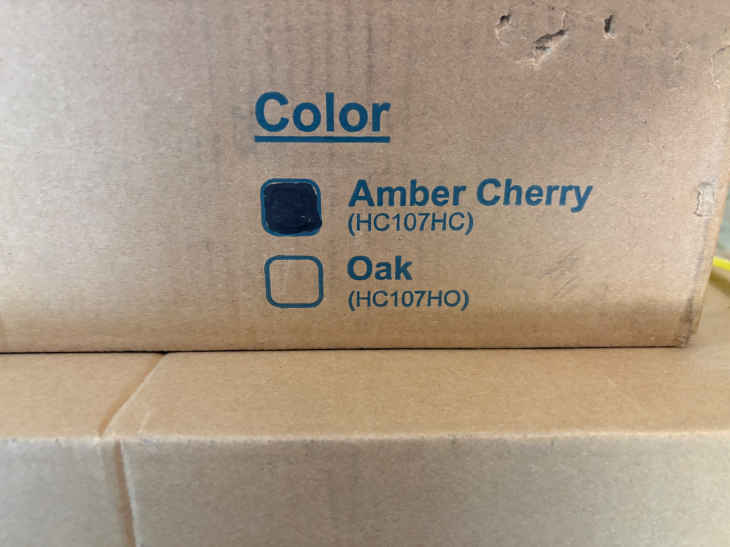 Color
Amber Cherry
(HC107HC)
Oak
(HC107HO)